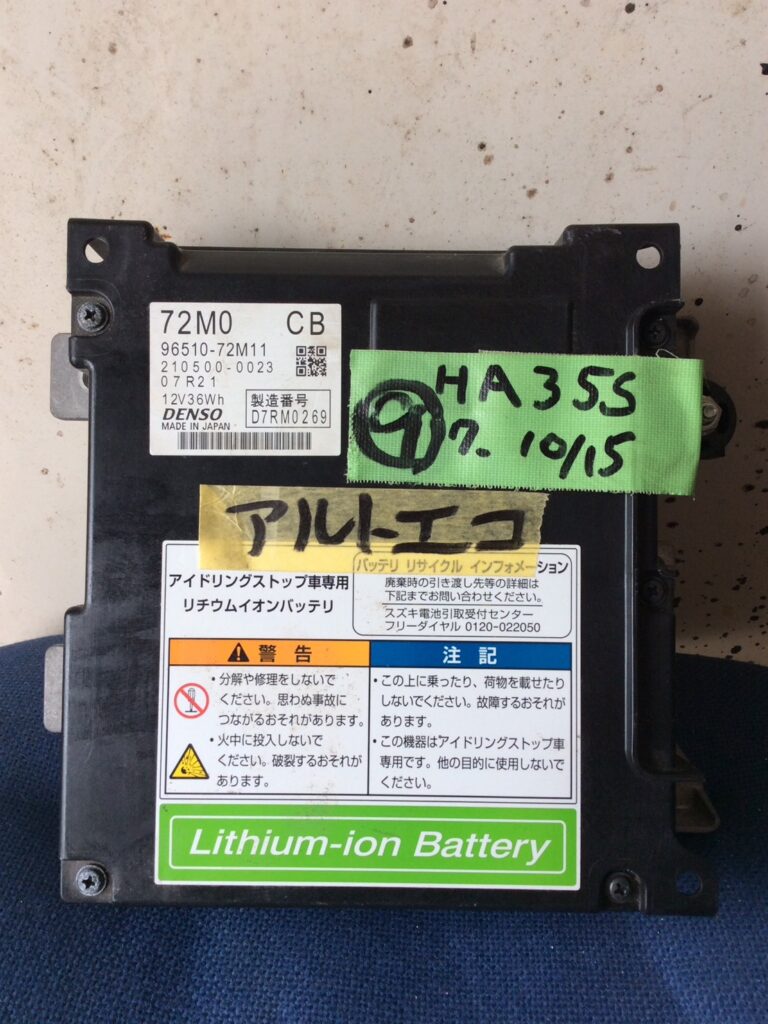 72M0 CB
96510-72M11
210500-0023
07R21
12V36Wh
DENSO
MADE IN JAPAN
製造番号
D7RM0269
HA35S
⑨ 7- 10/15
アルトエコ
アイドリングストップ車専用
リチウムイオンバッテリ
バッテリ リサイクル インフォメーション
廃棄時の引き渡し先等の詳細は
下記までお問い合わせください。
スズキ電池引取受付センター
フリーダイヤル 0120-022050
警告
・分解や修理をしないで
ください。思わぬ事故に
つながるおそれがあります。
・火中に投入しないで
ください。破裂するおそれが
あります。
注記
・この上に乗ったり、荷物を載せたり
しないでください。故障するおそれが
あります。
・この機器はアイドリングストップ車
専用です。他の目的に使用しないで
ください。
Lithium-ion Battery